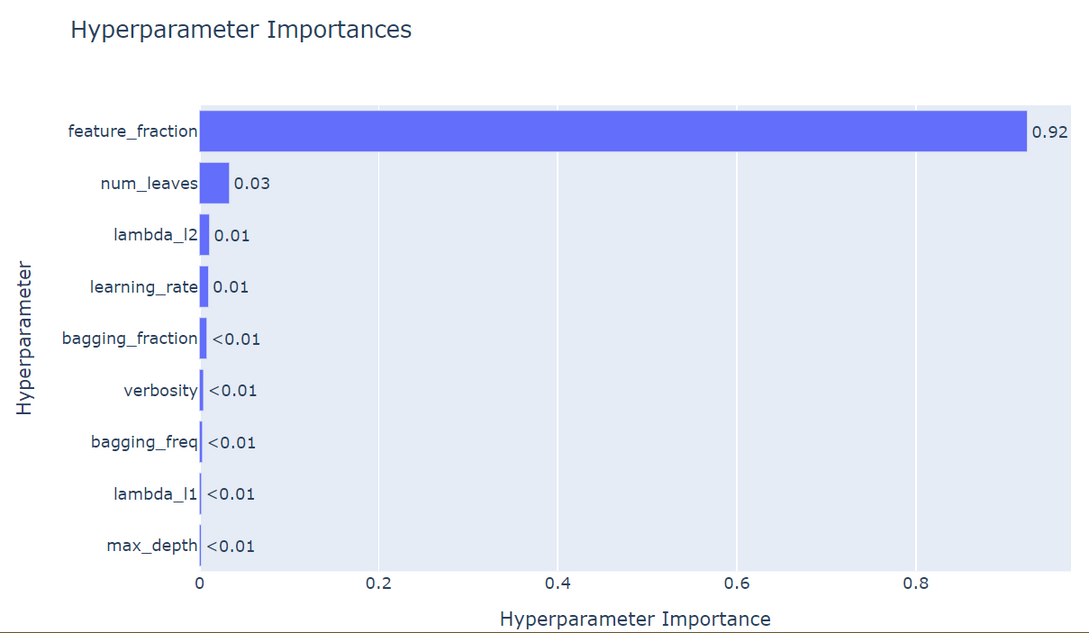 Hyperparameter Importances
feature_fraction 0.92
num_leaves 0.03
lambda_l2 0.01
learning_rate 0.01
bagging_fraction <0.01
verbosity <0.01
bagging_freq <0.01
lambda_l1 <0.01
max_depth <0.01
0 0.2 0.4 0.6 0.8
Hyperparameter Importance
Hyperparameter